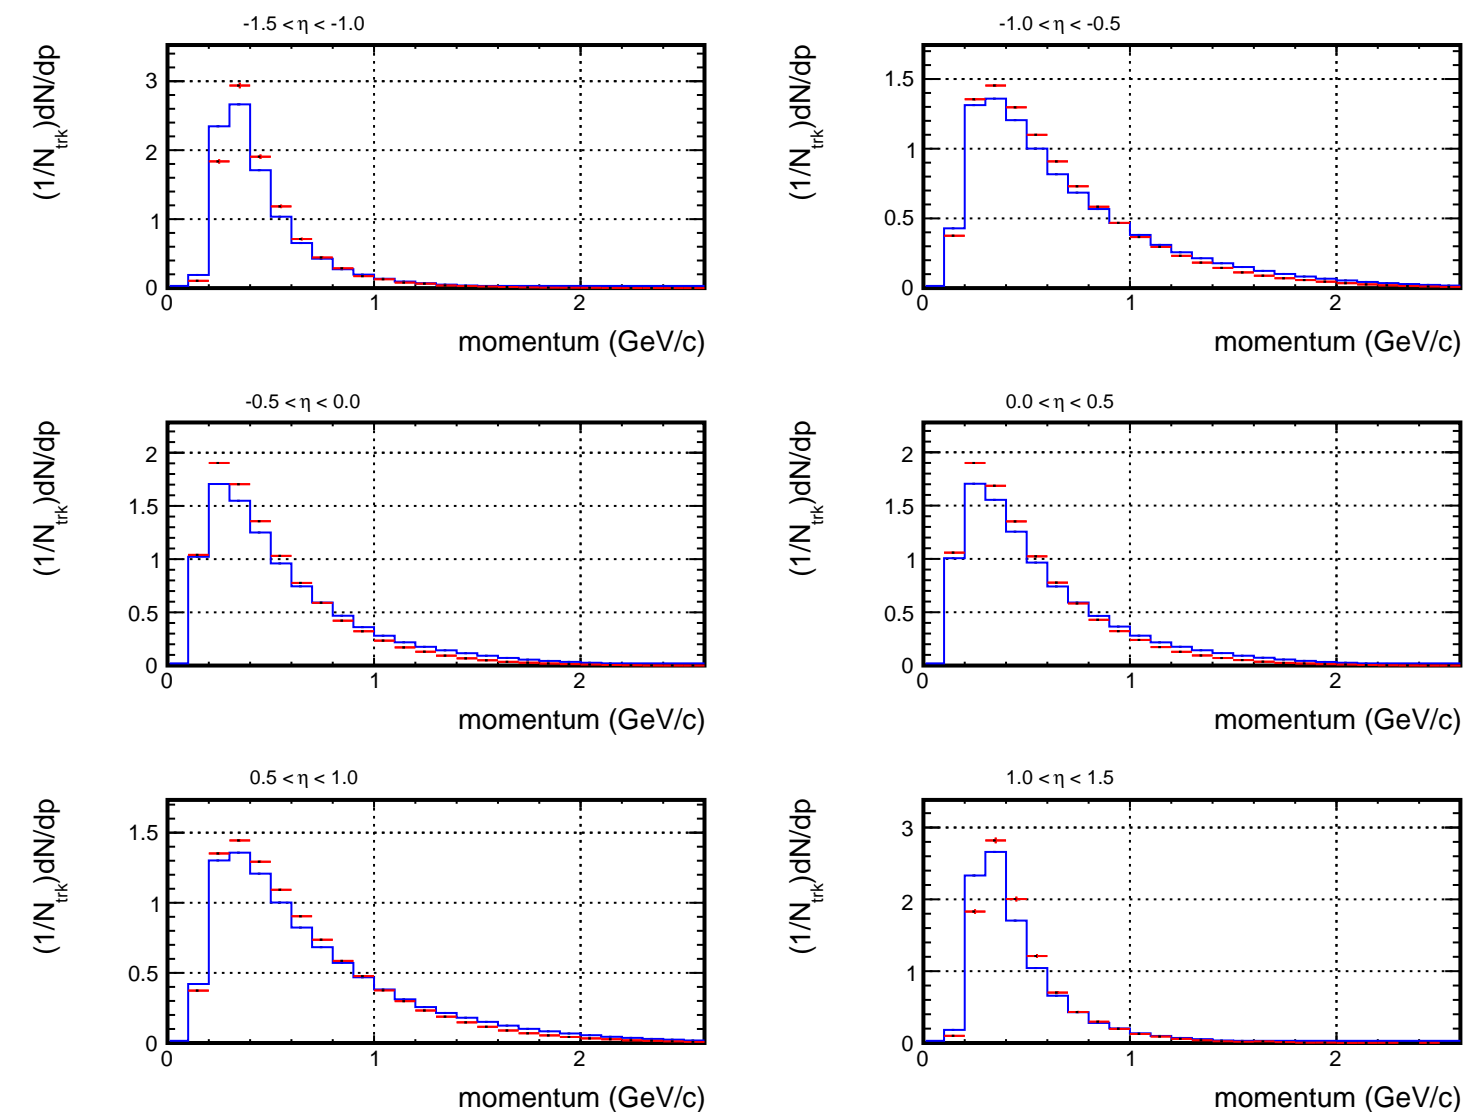 -1.5 < η < -1.0
(1/N_trk)dN/dp
3
2
1
0
0 1 2
momentum (GeV/c)
-1.0 < η < -0.5
(1/N_trk)dN/dp
1.5
1
0.5
0
0 1 2
momentum (GeV/c)
-0.5 < η < 0.0
(1/N_trk)dN/dp
2
1.5
1
0.5
0
0 1 2
momentum (GeV/c)
0.0 < η < 0.5
(1/N_trk)dN/dp
2
1.5
1
0.5
0
0 1 2
momentum (GeV/c)
0.5 < η < 1.0
(1/N_trk)dN/dp
1.5
1
0.5
0
0 1 2
momentum (GeV/c)
1.0 < η < 1.5
(1/N_trk)dN/dp
3
2
1
0
0 1 2
momentum (GeV/c)